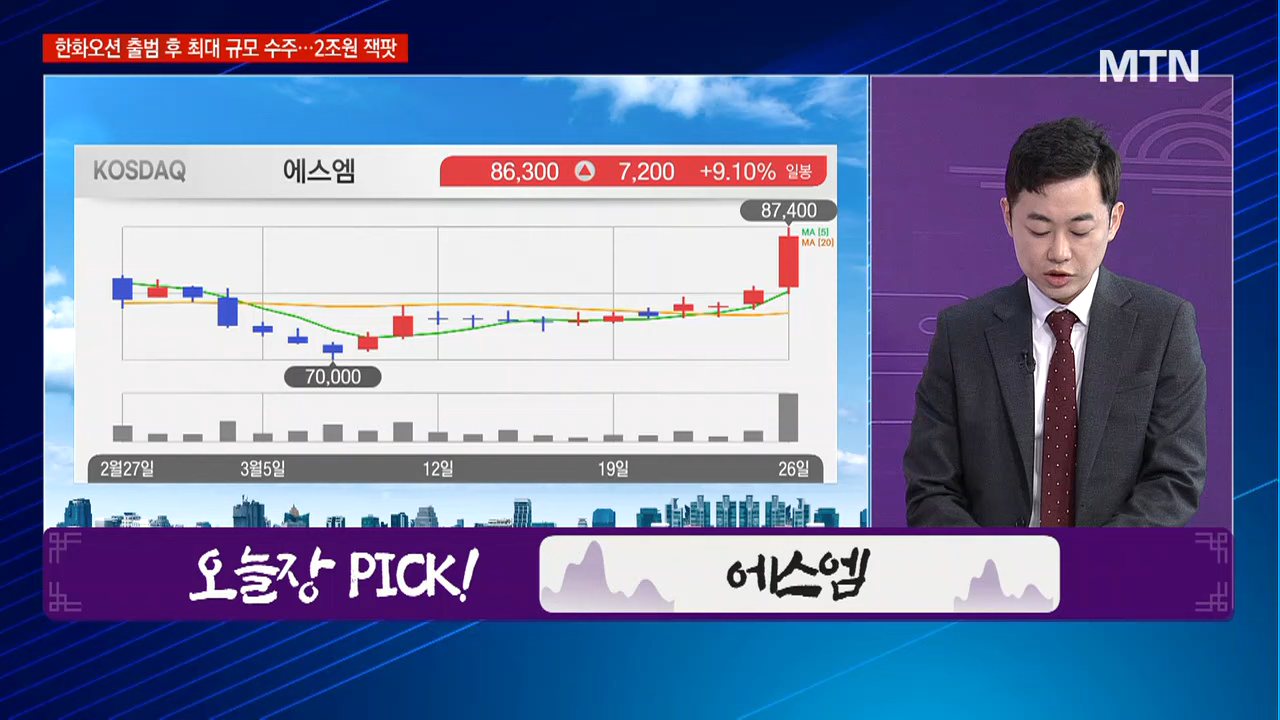 한화오션 출범 후 최대 규모 수주…2조원 잭팟
MTN
KOSDAQ 에스엠 86,300 7,200 +9.10% 일봉
87,400
MA [5]
MA [20]
70,000
2월27일 3월5일 12일 19일 26일
오늘장 PICK! 에스엠